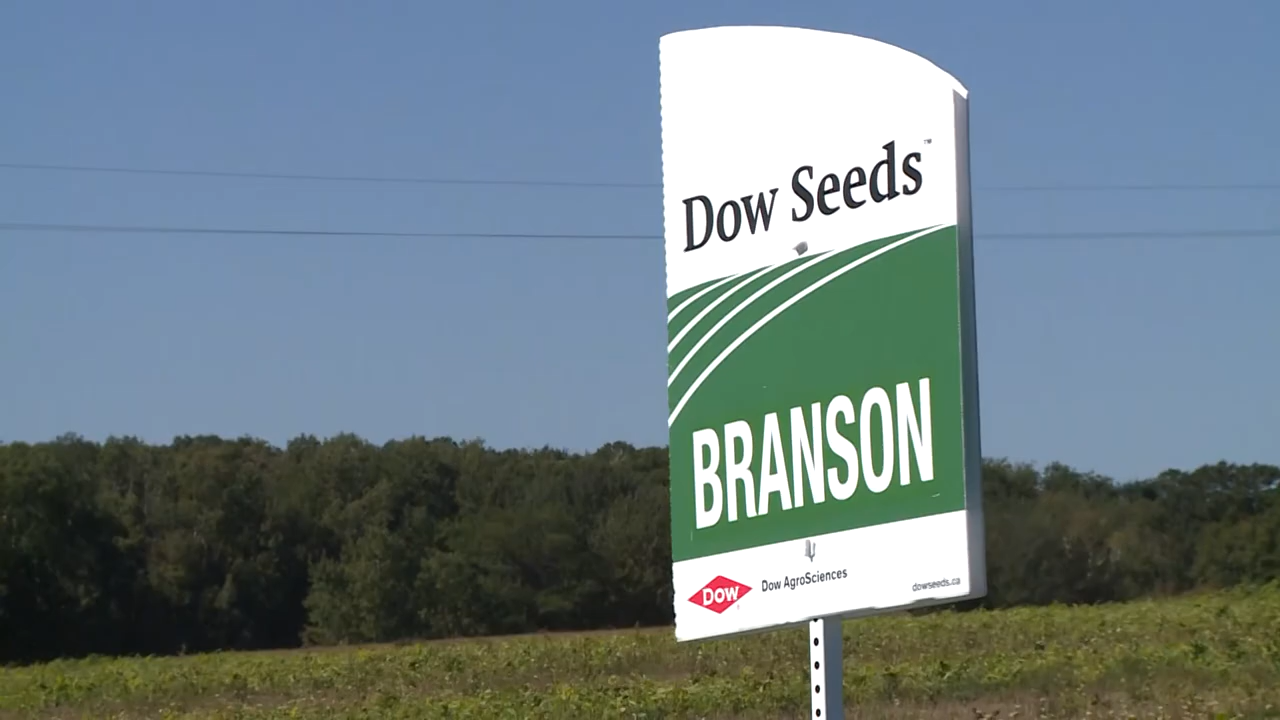 Dow Seeds™
BRANSON
DOW
Dow AgroSciences
dowseeds.ca